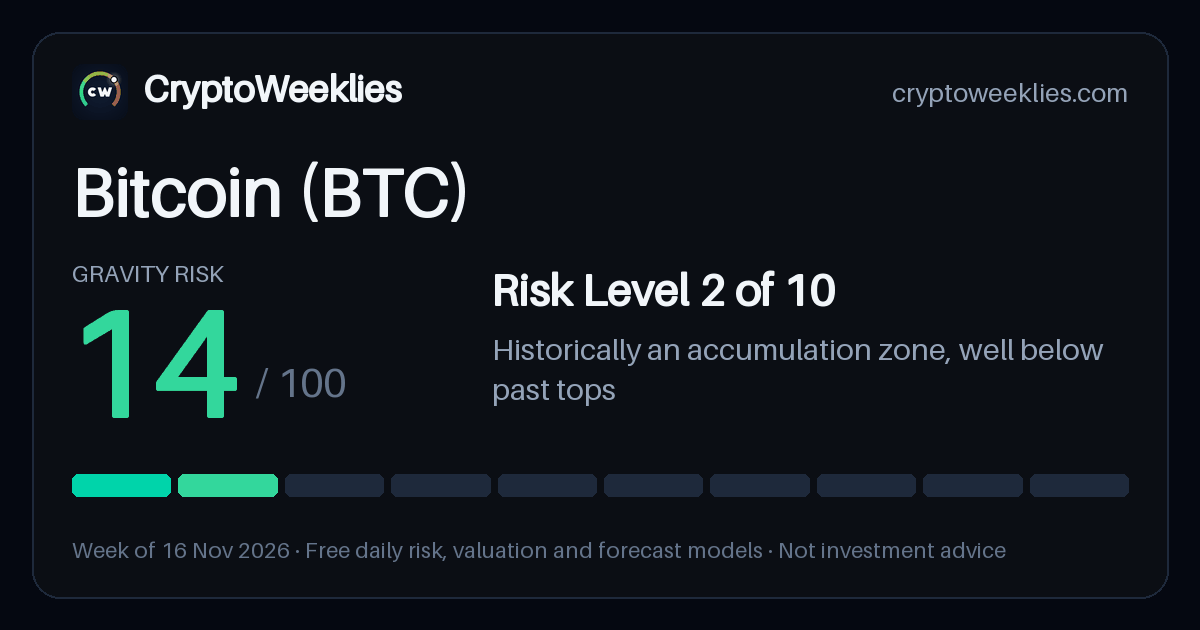 CW
CryptoWeeklies
cryptoweeklies.com
Bitcoin (BTC)
GRAVITY RISK
14 / 100
Risk Level 2 of 10
Historically an accumulation zone, well below
past tops
Week of 16 Nov 2026 · Free daily risk, valuation and forecast models · Not investment advice